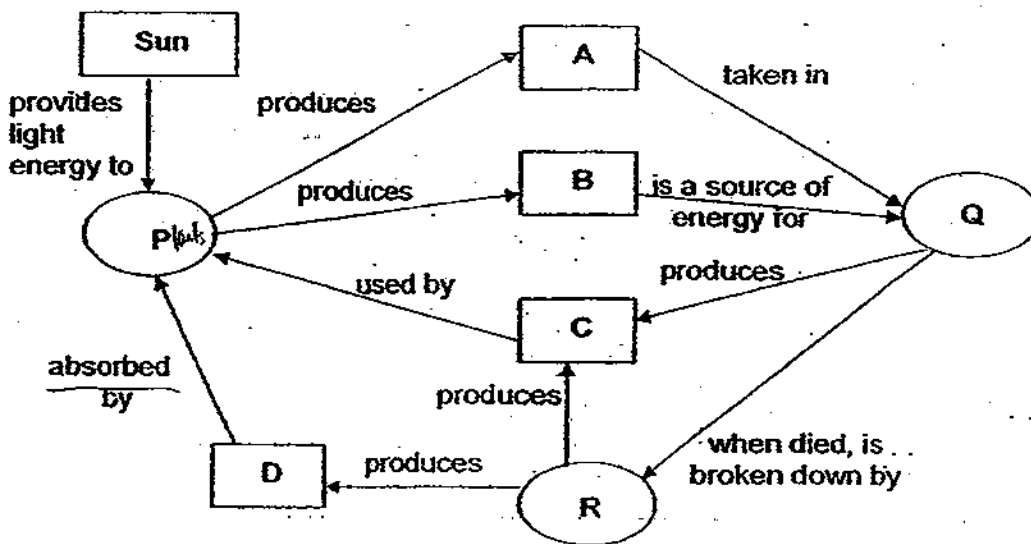 Sun
A
taken in
provides
light
energy to
produces
produces
B
is a source of
energy for
Q
Plants
used by
produces
C
absorbed
by
produces
when died, is
broken down by
D
produces
R